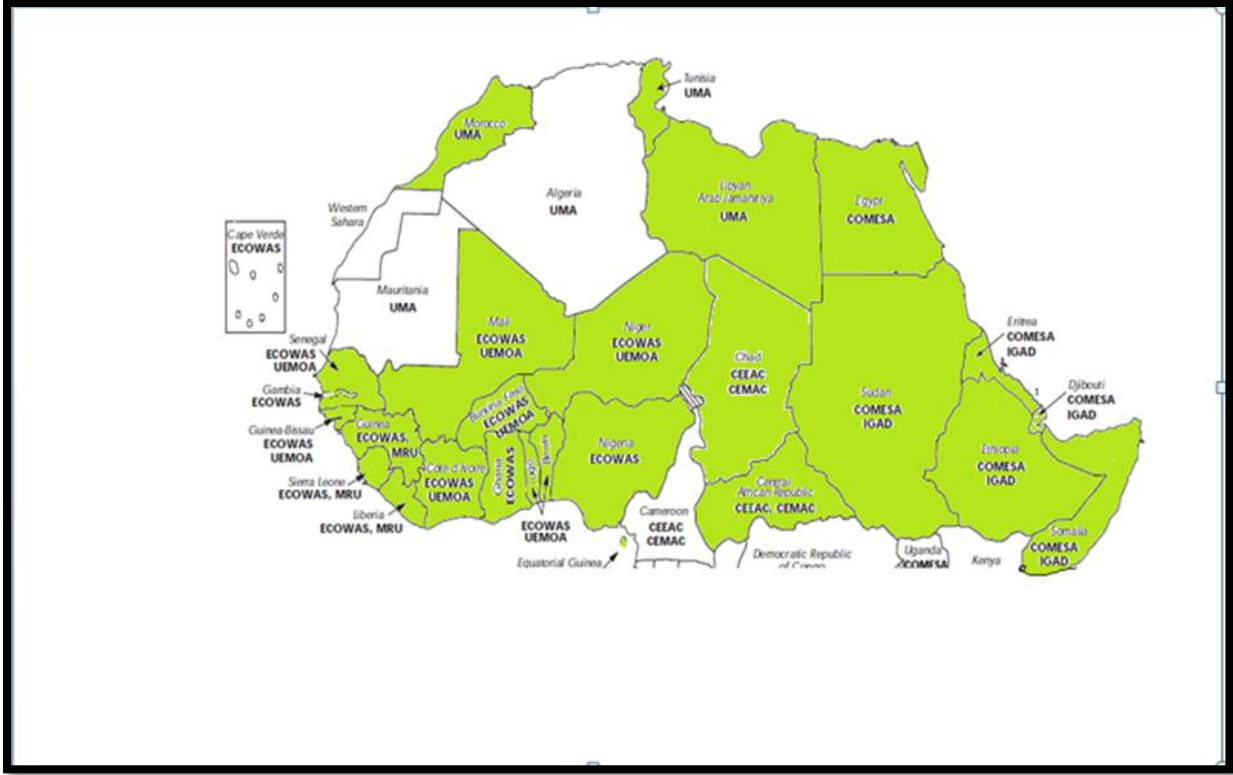 Tunisia
UMA
Morocco
UMA
Algeria
UMA
Libyan
Arab Jamahiriya
UMA
Egypt
COMESA
Western
Sahara
Cape Verde
ECOWAS
Mauritania
UMA
Mali
ECOWAS
UEMOA
Niger
ECOWAS
UEMOA
Chad
CEEAC
CEMAC
Sudan
COMESA
IGAD
Eritrea
COMESA
IGAD
Djibouti
COMESA
IGAD
Senegal
ECOWAS
UEMOA
Gambia
ECOWAS
Guinea-Bissau
ECOWAS
UEMOA
Guinea
ECOWAS,
MRU
Sierra Leone
ECOWAS, MRU
Liberia
ECOWAS, MRU
Côte d'Ivoire
ECOWAS
UEMOA
Burkina Faso
ECOWAS
UEMOA
Ghana
ECOWAS
Togo
Benin
ECOWAS
UEMOA
Nigeria
ECOWAS
Ethiopia
COMESA
IGAD
Central
African Republic
CEEAC, CEMAC
Cameroon
CEEAC
CEMAC
Equatorial Guinea
Democratic Republic
of Congo
Uganda
COMESA
Kenya
Somalia
COMESA
IGAD